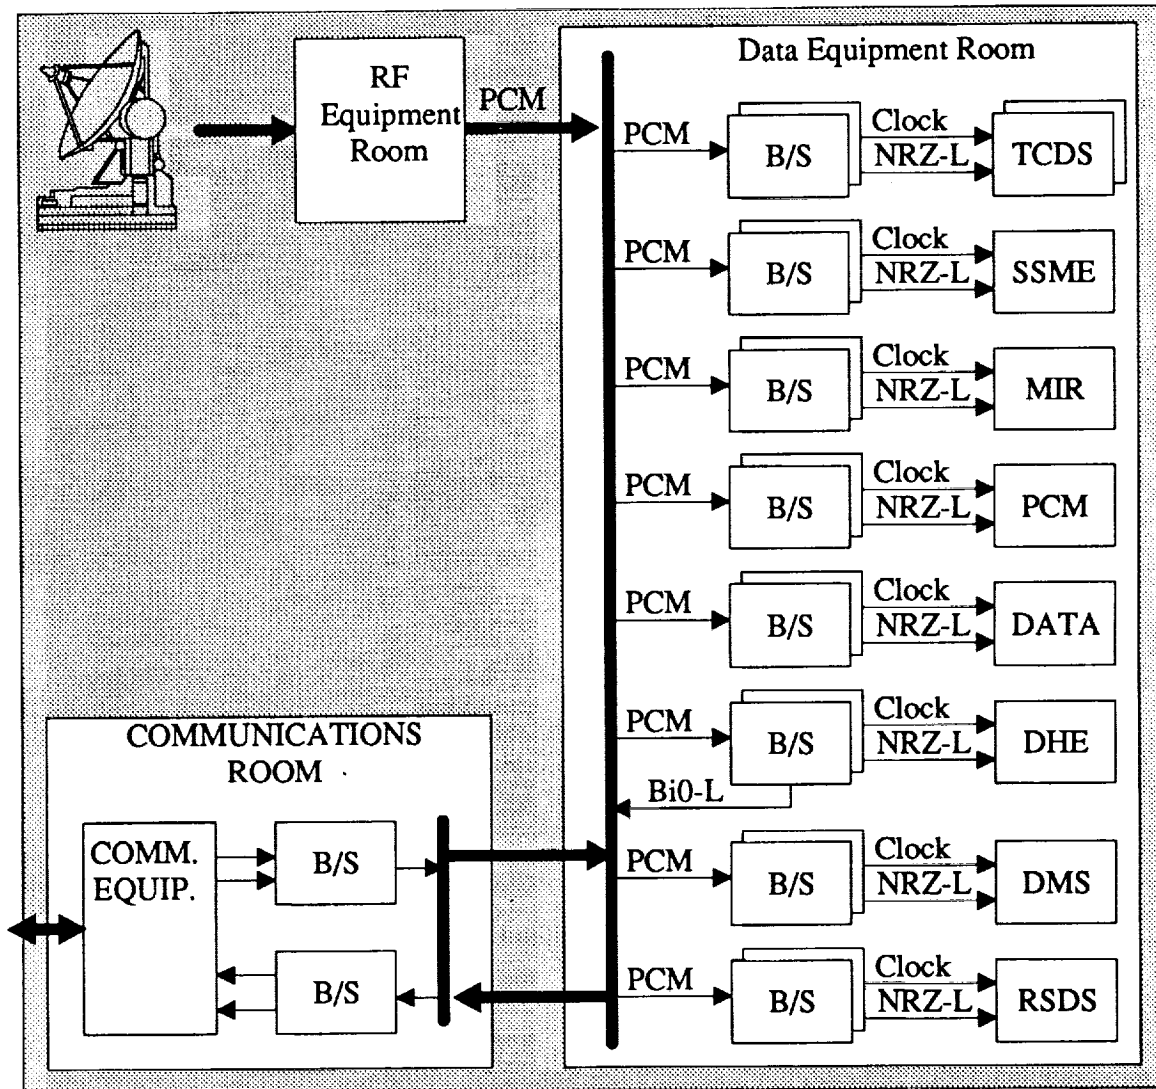 RF
Equipment
Room
PCM
Data Equipment Room
PCM
B/S
Clock
NRZ-L
TCDS
PCM
B/S
Clock
NRZ-L
SSME
PCM
B/S
Clock
NRZ-L
MIR
PCM
B/S
Clock
NRZ-L
PCM
PCM
B/S
Clock
NRZ-L
DATA
PCM
B/S
Clock
NRZ-L
DHE
Bi0-L
PCM
B/S
Clock
NRZ-L
DMS
PCM
B/S
Clock
NRZ-L
RSDS
COMMUNICATIONS
ROOM
COMM.
EQUIP.
B/S
B/S